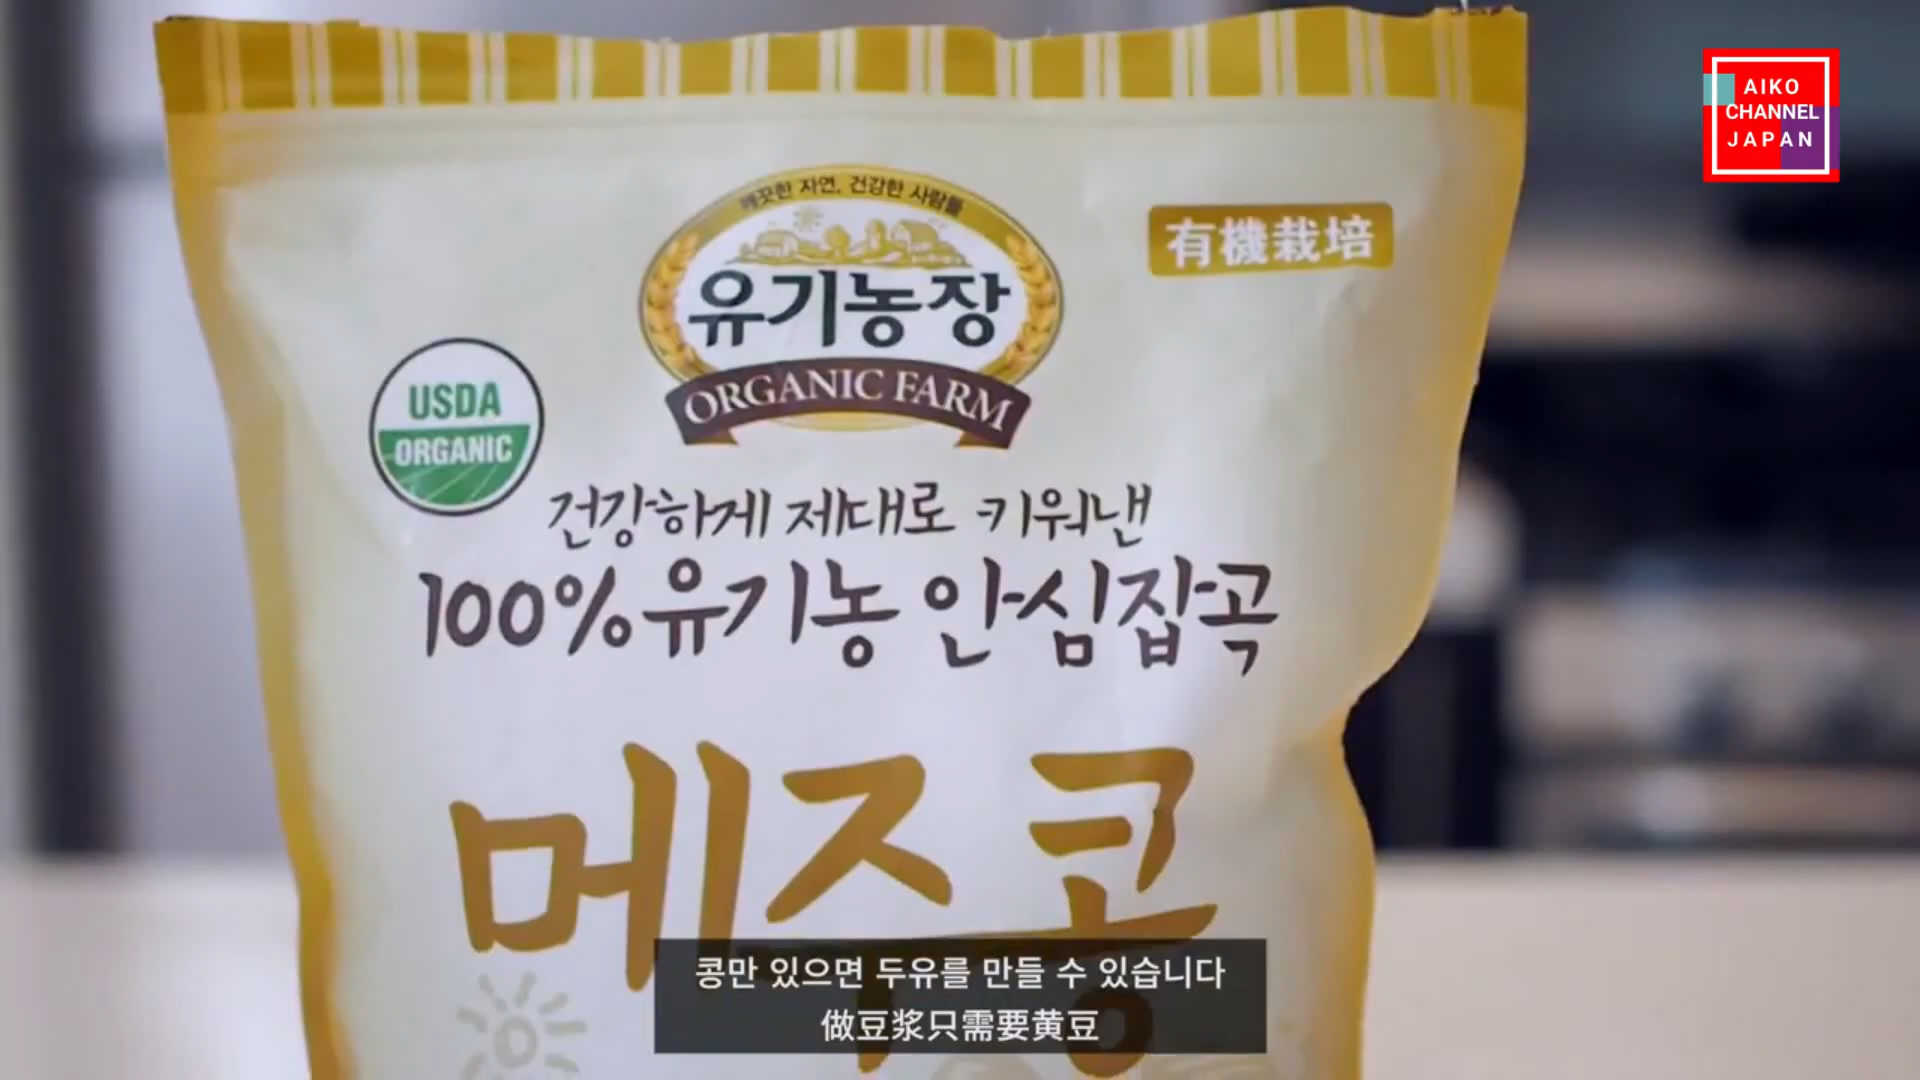 AIKO
CHANNEL
JAPAN
깨끗한 자연, 건강한 사람들
유기농장
ORGANIC FARM
有機栽培
USDA
ORGANIC
건강하게 제대로 키워낸
100% 유기농 안심잡곡
메주콩
콩만 있으면 두유를 만들 수 있습니다
做豆浆只需要黄豆